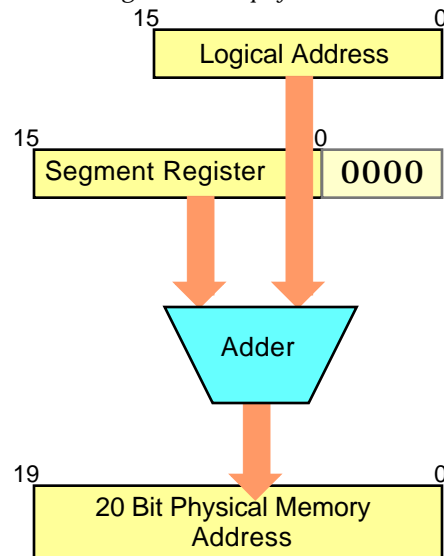 15 0
Logical Address
15 0
Segment Register 0000
Adder
19 0
20 Bit Physical Memory
Address